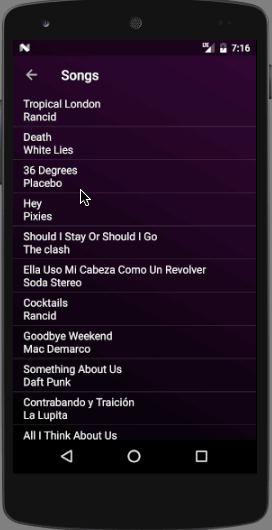 7:16
Songs
Tropical London
Rancid
Death
White Lies
36 Degrees
Placebo
Hey
Pixies
Should I Stay Or Should I Go
The clash
Ella Uso Mi Cabeza Como Un Revolver
Soda Stereo
Cocktails
Rancid
Goodbye Weekend
Mac Demarco
Something About Us
Daft Punk
Contrabando y Traición
La Lupita
All I Think About Us